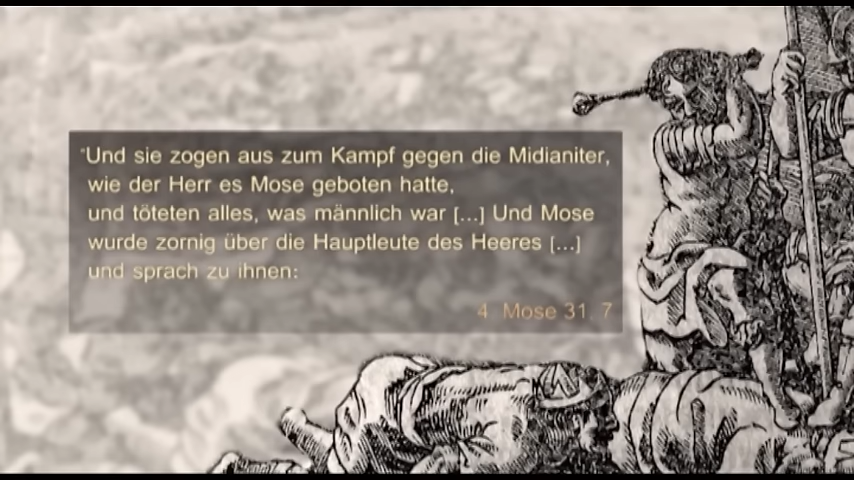 "Und sie zogen aus zum Kampf gegen die Midianiter,
wie der Herr es Mose geboten hatte,
und töteten alles, was männlich war [...] Und Mose
wurde zornig über die Hauptleute des Heeres [...]
und sprach zu ihnen:
4. Mose 31, 7